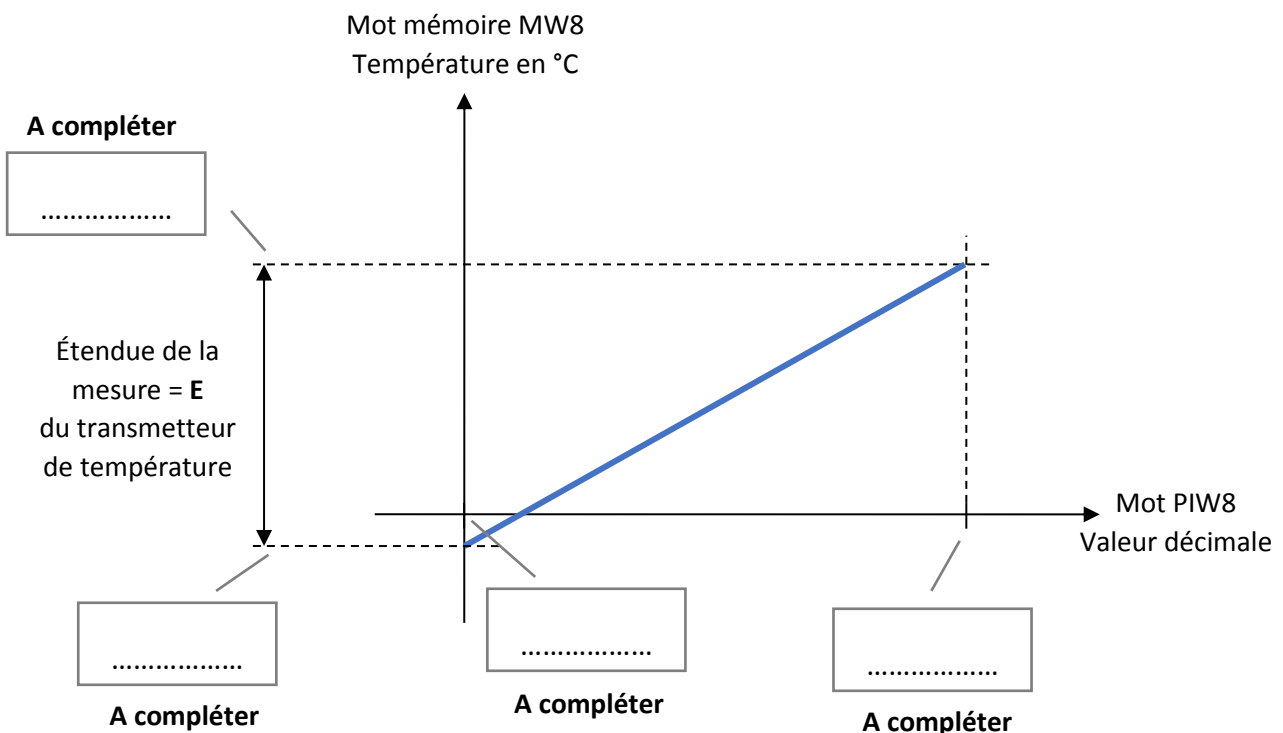 Mot mémoire MW8
Température en °C
A compléter
………………
Étendue de la
mesure = E
du transmetteur
de température
Mot PIW8
Valeur décimale
………………
A compléter
………………
A compléter
………………
A compléter